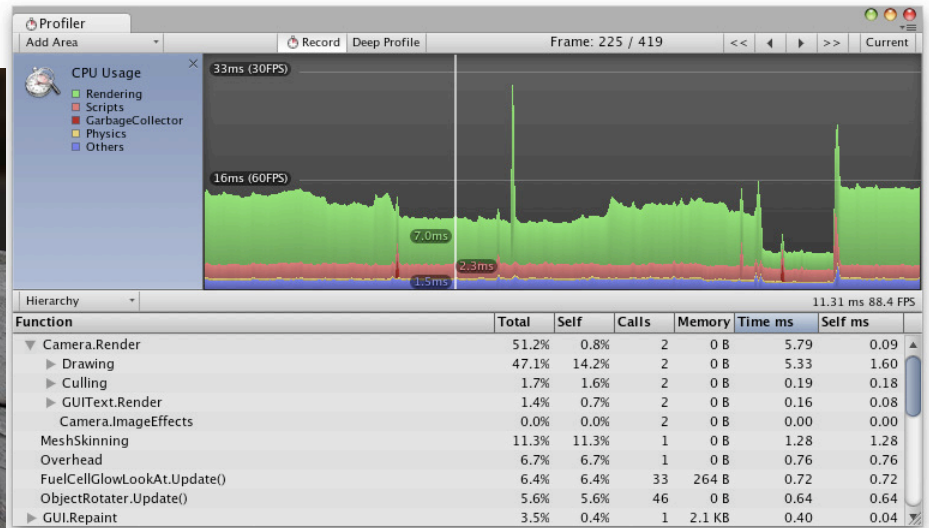 Profiler
Add Area Record Deep Profile Frame: 225 / 419 << >> Current
CPU Usage
Rendering
Scripts
GarbageCollector
Physics
Others
33ms (30FPS)
16ms (60FPS)
7.0ms
2.3ms
1.5ms
Hierarchy 11.31 ms 88.4 FPS
Function Total Self Calls Memory Time ms Self ms
Camera.Render 51.2% 0.8% 2 0 B 5.79 0.09
Drawing 47.1% 14.2% 2 0 B 5.33 1.60
Culling 1.7% 1.6% 2 0 B 0.19 0.18
GUIText.Render 1.4% 0.7% 2 0 B 0.16 0.08
Camera.ImageEffects 0.0% 0.0% 2 0 B 0.00 0.00
MeshSkinning 11.3% 11.3% 1 0 B 1.28 1.28
Overhead 6.7% 6.7% 1 0 B 0.76 0.76
FuelCellGlowLookAt.Update() 6.4% 6.4% 33 264 B 0.72 0.72
ObjectRotater.Update() 5.6% 5.6% 46 0 B 0.64 0.64
GUI.Repaint 3.5% 0.4% 1 2.1 KB 0.40 0.04